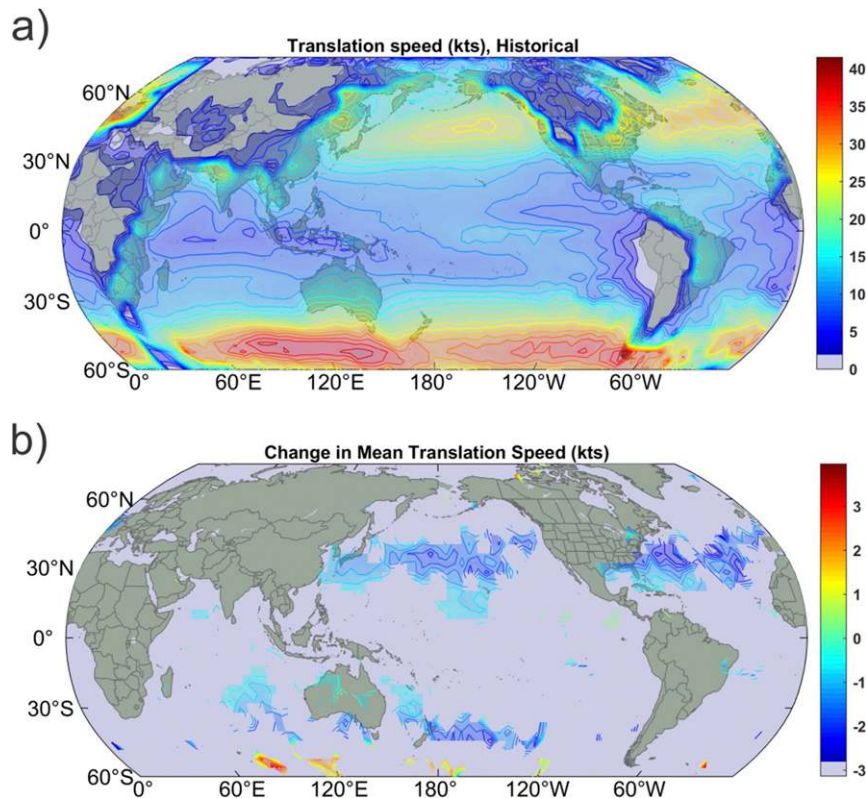 a)
Translation speed (kts), Historical
60°N
30°N
0°
30°S
60°S
0°
60°E
120°E
180°
120°W
60°W
40
35
30
25
20
15
10
5
0
b)
Change in Mean Translation Speed (kts)
60°N
30°N
0°
30°S
60°S
0°
60°E
120°E
180°
120°W
60°W
3
2
1
0
-1
-2
-3